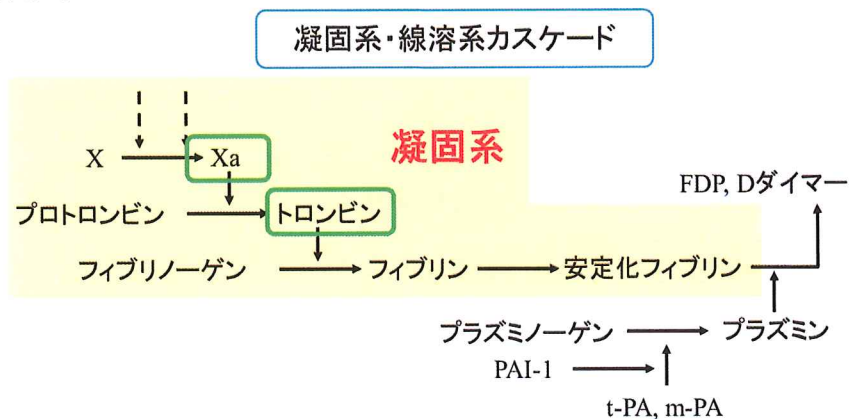 凝固系・線溶系カスケード
凝固系
X Xa
FDP, Dダイマー
プロトロンビン トロンビン
フィブリノーゲン フィブリン 安定化フィブリン
プラズミノーゲン プラズミン
PAI-1
t-PA, m-PA